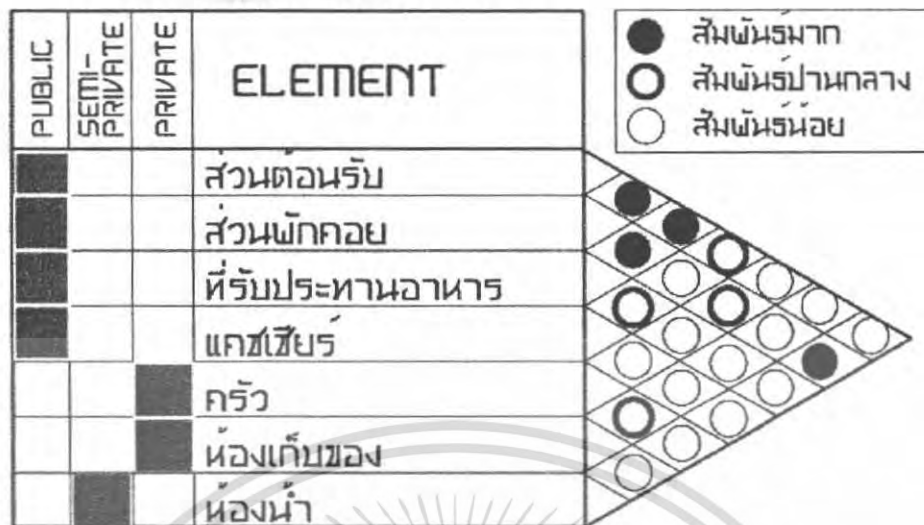 PUBLIC
SEMI-
PRIVATE
PRIVATE
ELEMENT
สัมพันธ์มาก
สัมพันธ์ปานกลาง
สัมพันธ์น้อย
ส่วนต้อนรับ
ส่วนพักคอย
ที่รับประทานอาหาร
แคชเชียร์
ครัว
ห้องเก็บของ
ห้องน้ำ